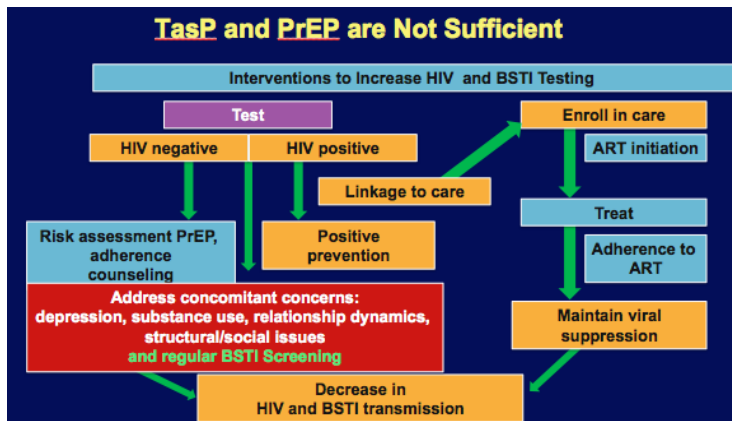 TasP and PrEP are Not Sufficient
Interventions to Increase HIV and BSTI Testing
Test
HIV negative
HIV positive
Linkage to care
Enroll in care
ART initiation
Treat
Adherence to
ART
Maintain viral
suppression
Risk assessment PrEP,
adherence
counseling
Positive
prevention
Address concomitant concerns:
depression, substance use, relationship dynamics,
structural/social issues
and regular BSTI Screening
Decrease in
HIV and BSTI transmission